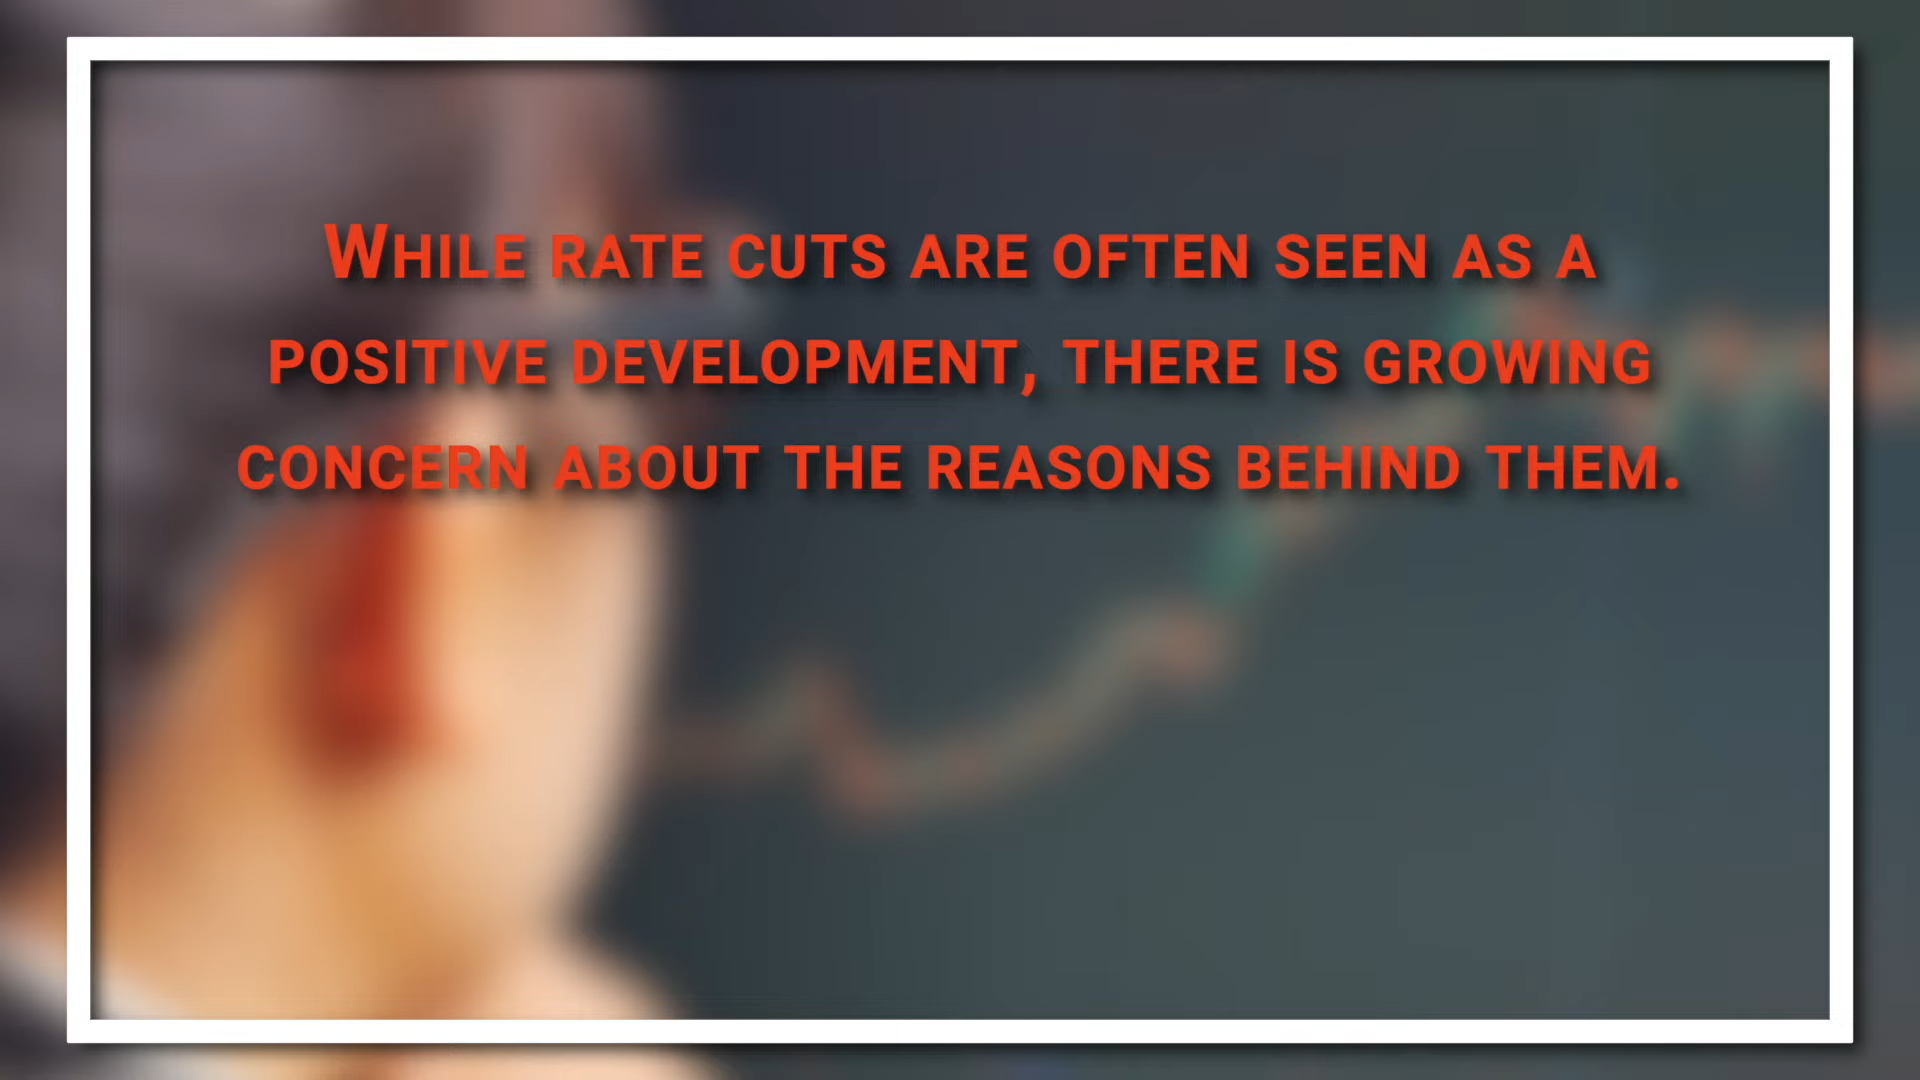 While rate cuts are often seen as a
positive development, there is growing
concern about the reasons behind them.